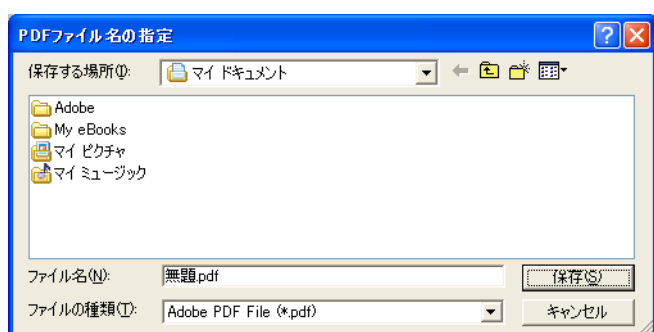 PDFファイル名の指定
保存する場所(I):
マイ ドキュメント
Adobe
My eBooks
マイ ピクチャ
マイ ミュージック
ファイル名(N): 無題.pdf 保存(S)
ファイルの種類(T): Adobe PDF File (*.pdf) キャンセル